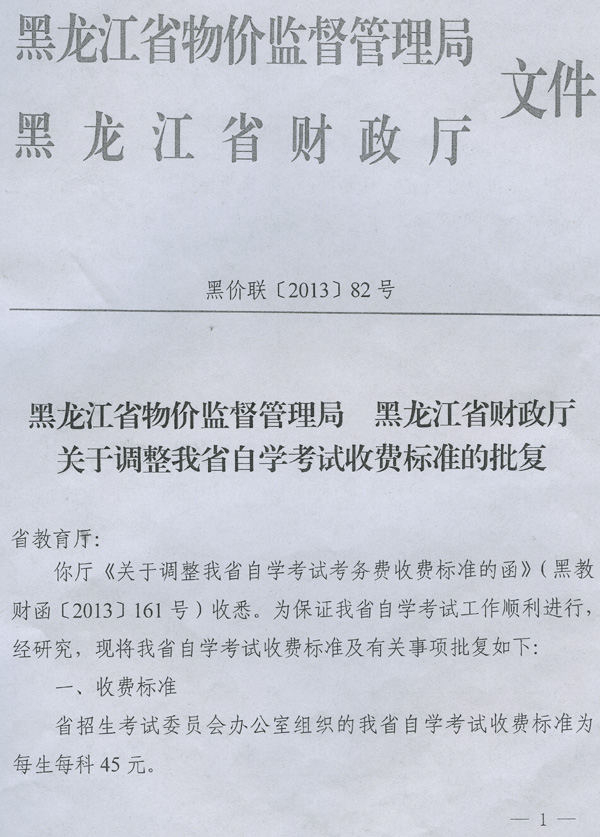 黑龙江省物价监督管理局
文件
黑龙江省财政厅
黑价联〔2013〕82号
黑龙江省物价监督管理局 黑龙江省财政厅
关于调整我省自学考试收费标准的批复
省教育厅：
你厅《关于调整我省自学考试考务费收费标准的函》（黑教
财函〔2013〕161号）收悉。为保证我省自学考试工作顺利进行，
经研究，现将我省自学考试收费标准及有关事项批复如下：
一、收费标准
省招生考试委员会办公室组织的我省自学考试收费标准为
每生每科45元。
— 1 —